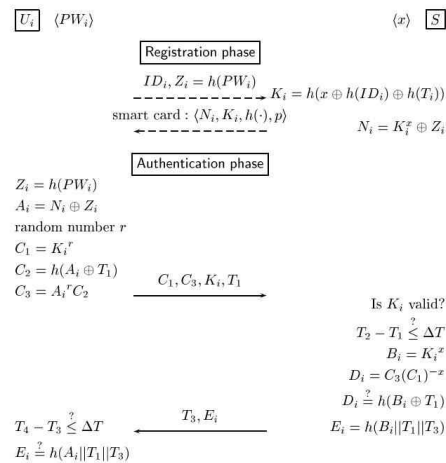 U_i ⟨PW_i⟩ ⟨x⟩ S
Registration phase
ID_i, Z_i = h(PW_i)
K_i = h(x ⊕ h(ID_i) ⊕ h(T_i))
smart card : ⟨N_i, K_i, h(·), p⟩
N_i = K_i^x ⊕ Z_i
Authentication phase
Z_i = h(PW_i)
A_i = N_i ⊕ Z_i
random number r
C_1 = K_i^r
C_2 = h(A_i ⊕ T_1)
C_3 = A_i^r C_2
C_1, C_3, K_i, T_1
Is K_i valid?
T_2 − T_1 ≤? ΔT
B_i = K_i^x
D_i = C_3(C_1)^{−x}
D_i =? h(B_i ⊕ T_1)
E_i = h(B_i||T_1||T_3)
T_3, E_i
T_4 − T_3 ≤? ΔT
E_i =? h(A_i||T_1||T_3)